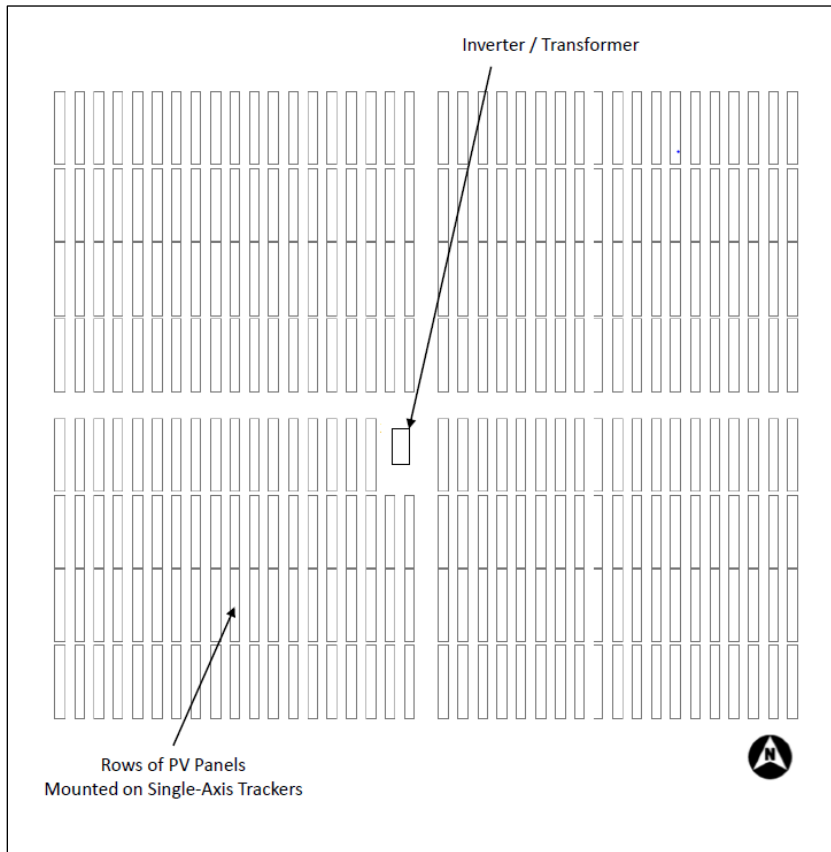 Inverter / Transformer
Rows of PV Panels
Mounted on Single-Axis Trackers
N